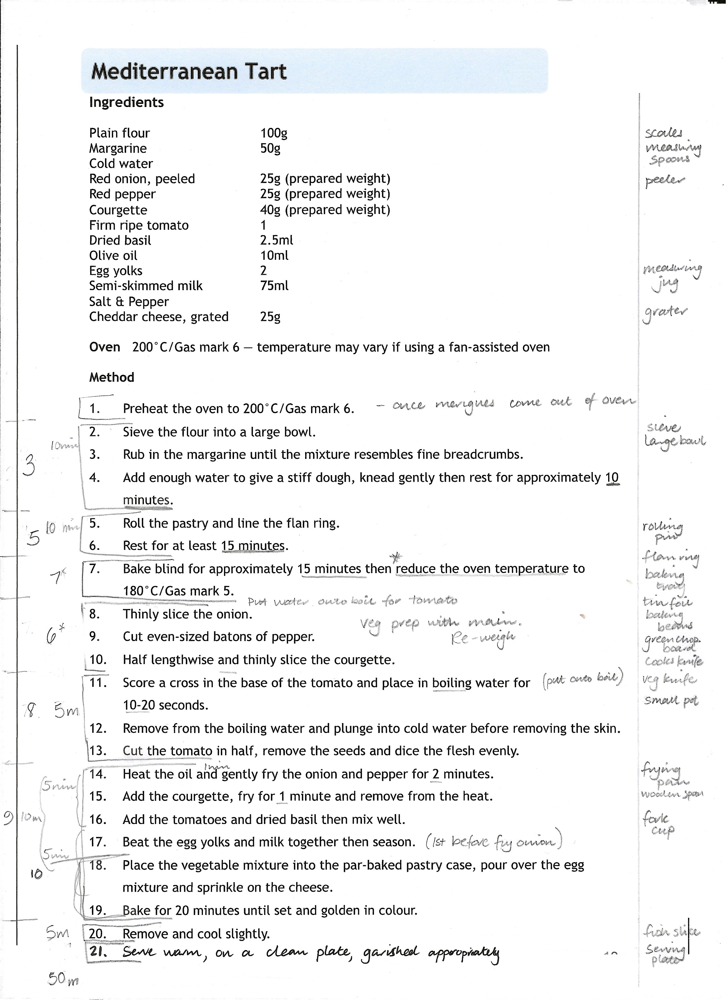 Mediterranean Tart
Ingredients
Plain flour 100g scales
Margarine 50g measuring
spoons
Cold water
Red onion, peeled 25g (prepared weight) peeler
Red pepper 25g (prepared weight)
Courgette 40g (prepared weight)
Firm ripe tomato 1
Dried basil 2.5ml
Olive oil 10ml
Egg yolks 2 measuring
jug
Semi-skimmed milk 75ml
Salt & Pepper
Cheddar cheese, grated 25g grater
Oven 200°C/Gas mark 6 – temperature may vary if using a fan-assisted oven
Method
1. Preheat the oven to 200°C/Gas mark 6. - once merigues come out of oven
2. Sieve the flour into a large bowl. sieve
large bowl
10min
3. Rub in the margarine until the mixture resembles fine breadcrumbs.
3
4. Add enough water to give a stiff dough, knead gently then rest for approximately 10
minutes.
5 10 min 5. Roll the pastry and line the flan ring. rolling
pin
6. Rest for at least 15 minutes.
flan ring
7* 7. Bake blind for approximately 15 minutes then *reduce the oven temperature to baking
tray
180°C/Gas mark 5.
Put water onto boil for tomato tin foil
8. Thinly slice the onion. baking
beans
veg prep with main.
6* 9. Cut even-sized batons of pepper. Re-weigh green chop.
board
10. Half lengthwise and thinly slice the courgette. cooks knife
11. Score a cross in the base of the tomato and place in boiling water for (put onto boil) veg knife
8. 5m 10-20 seconds. small pot
12. Remove from the boiling water and plunge into cold water before removing the skin.
13. Cut the tomato in half, remove the seeds and dice the flesh evenly.
1min
14. Heat the oil and gently fry the onion and pepper for 2 minutes. frying
pan
5min
15. Add the courgette, fry for 1 minute and remove from the heat. wooden spoon
9 10m 16. Add the tomatoes and dried basil then mix well. fork
cup
17. Beat the egg yolks and milk together then season. (1st before fry onion)
5min
10 18. Place the vegetable mixture into the par-baked pastry case, pour over the egg
mixture and sprinkle on the cheese.
19. Bake for 20 minutes until set and golden in colour.
5m 20. Remove and cool slightly. fish slice
21. Serve warm, on a clean plate, garished appropriately serving
plate
50m